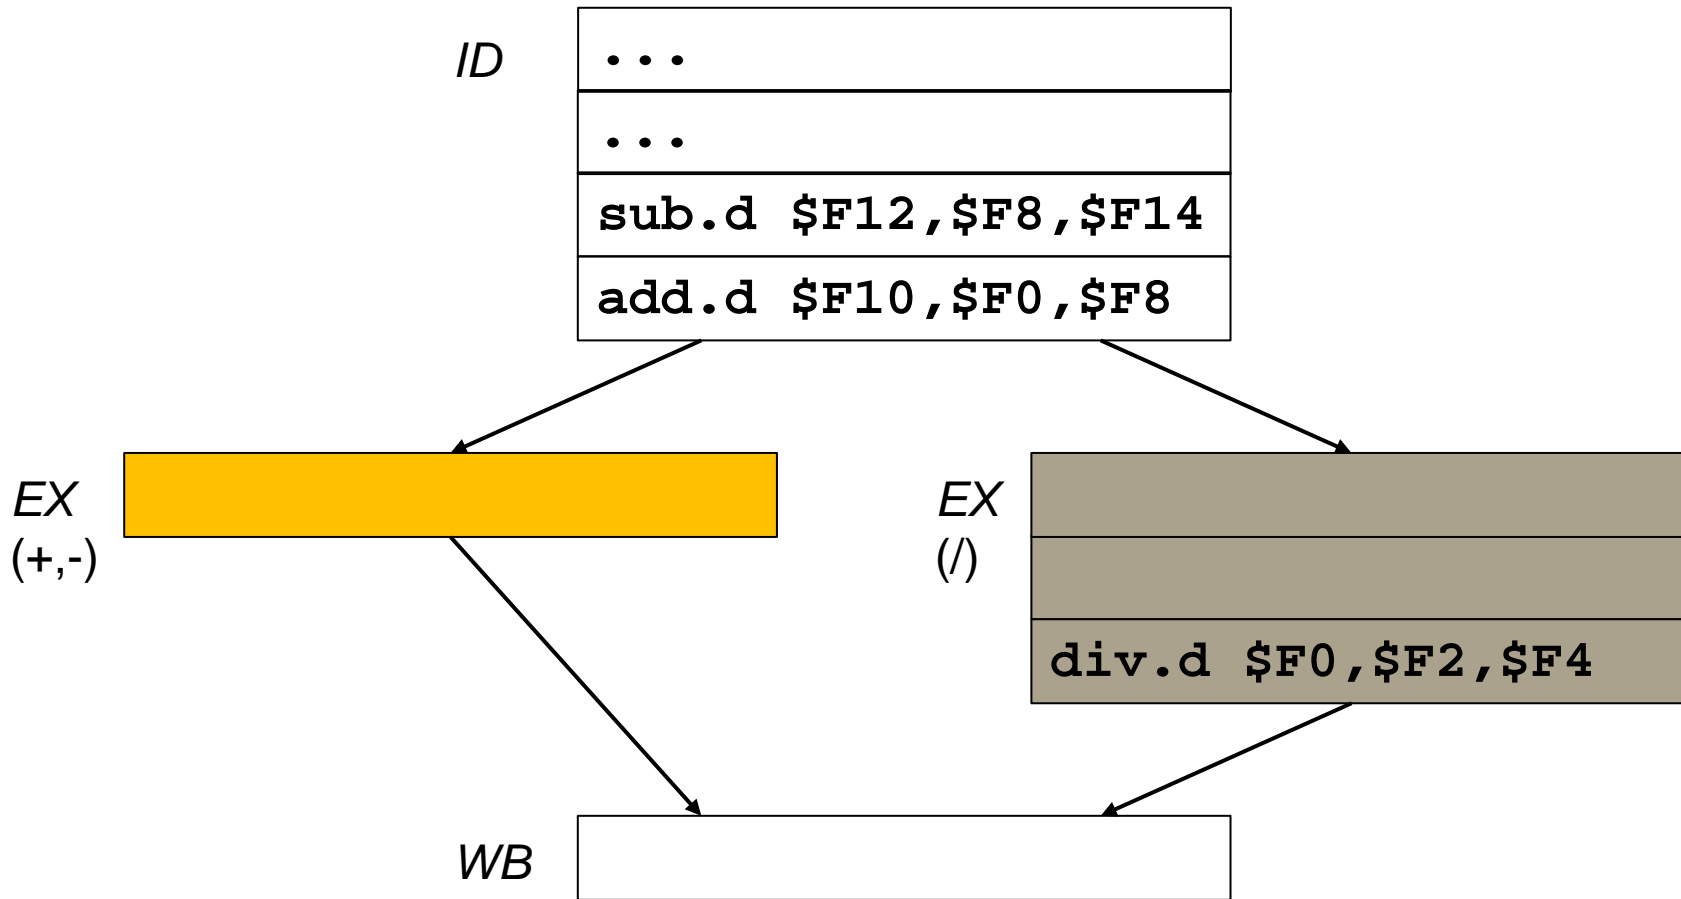 ID
...
...
sub.d $F12,$F8,$F14
add.d $F10,$F0,$F8
EX
(+,-)
EX
(/)
div.d $F0,$F2,$F4
WB